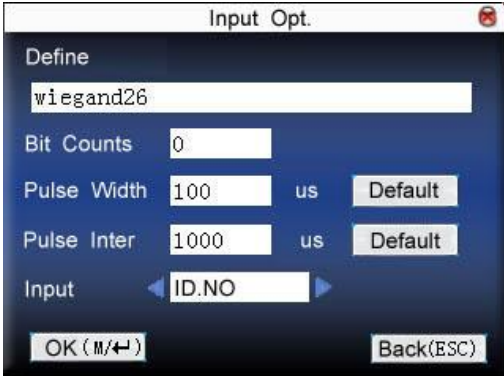 Input Opt.
Define
wiegand26
Bit Counts 0
Pulse Width 100 us Default
Pulse Inter 1000 us Default
Input ID.NO
OK(M/↵) Back(ESC)